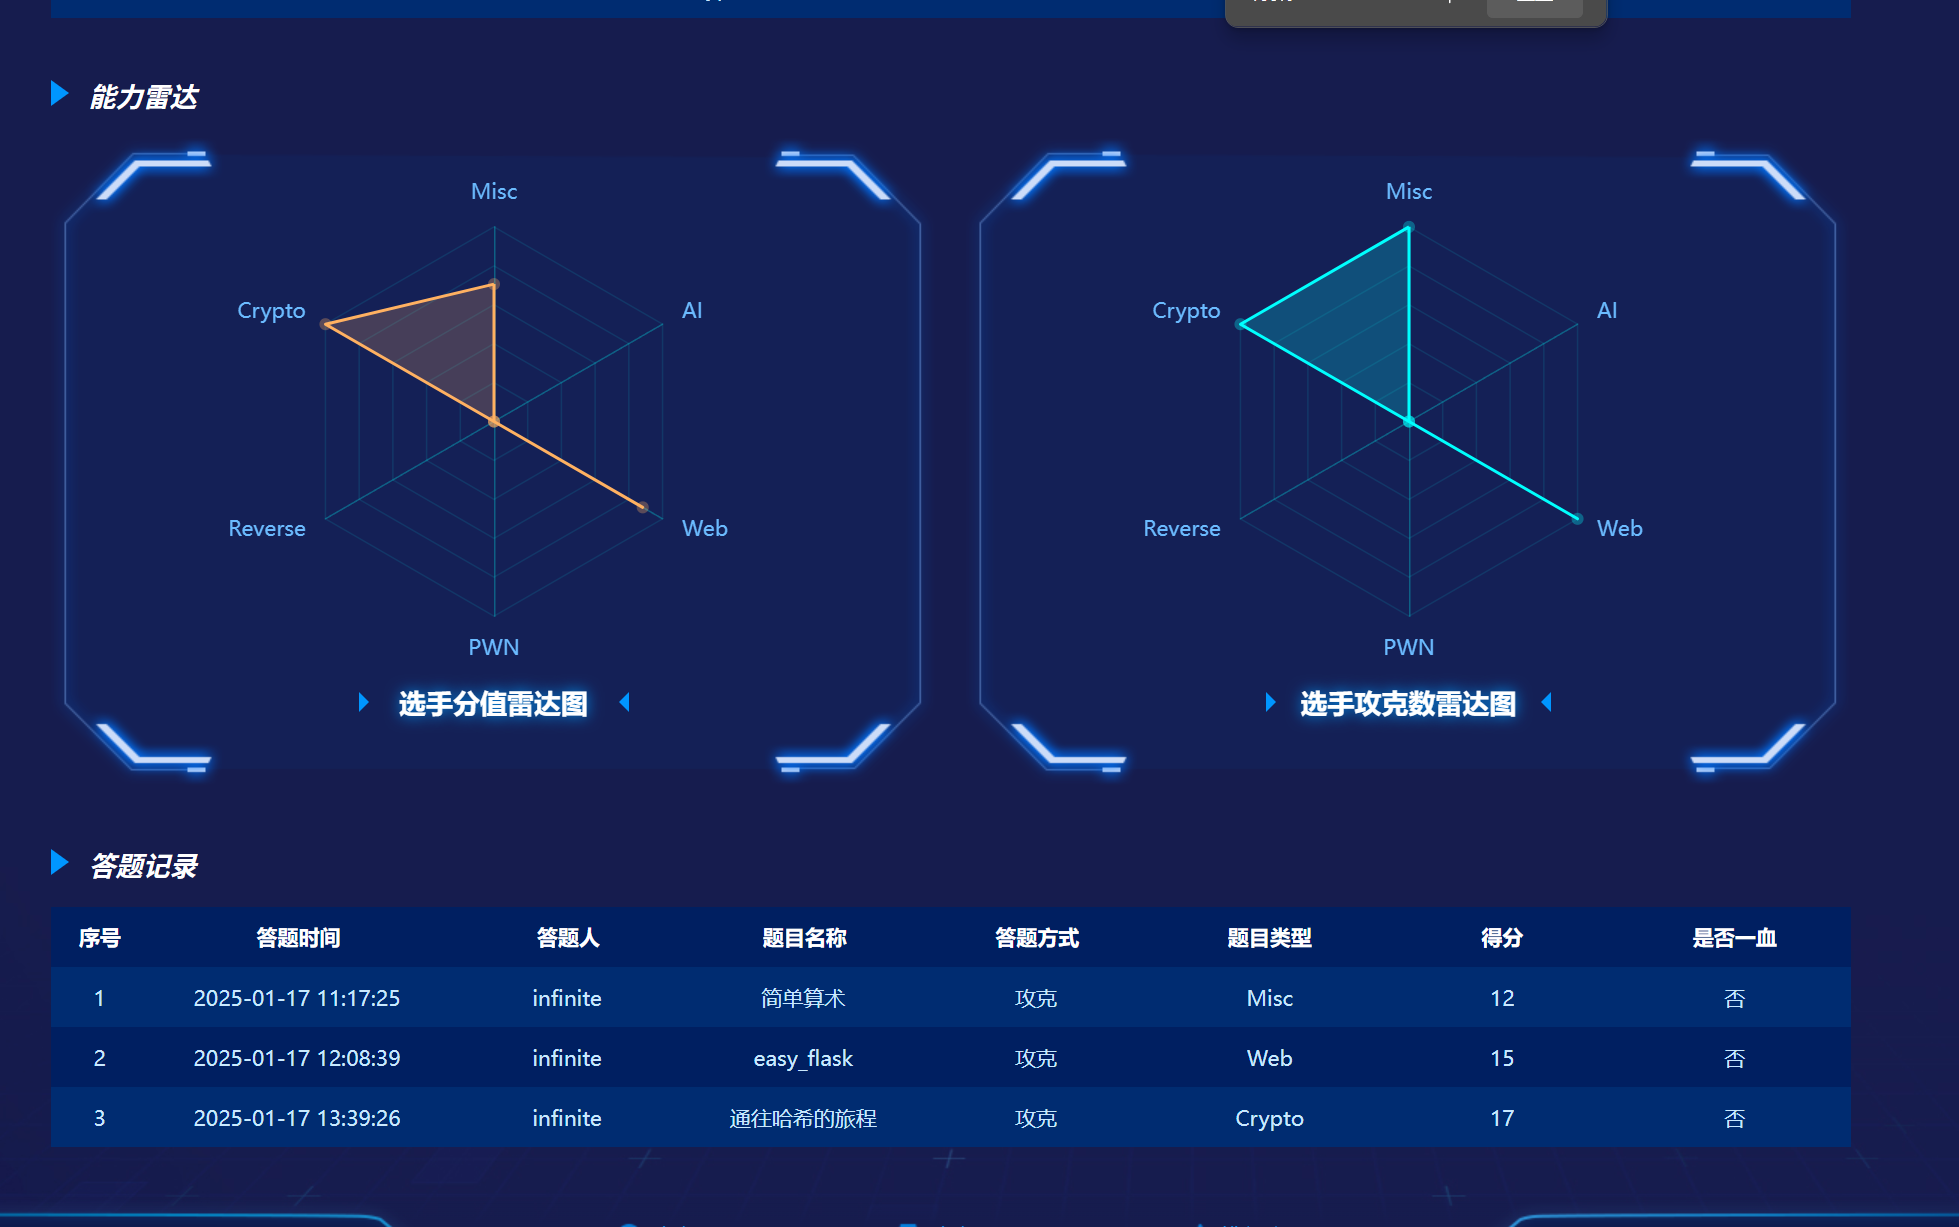 能力雷达
Misc
Crypto
AI
Reverse
Web
PWN
选手分值雷达图
Misc
Crypto
AI
Reverse
Web
PWN
选手攻克数雷达图
答题记录
序号 答题时间 答题人 题目名称 答题方式 题目类型 得分 是否一血
1 2025-01-17 11:17:25 infinite 简单算术 攻克 Misc 12 否
2 2025-01-17 12:08:39 infinite easy_flask 攻克 Web 15 否
3 2025-01-17 13:39:26 infinite 通往哈希的旅程 攻克 Crypto 17 否